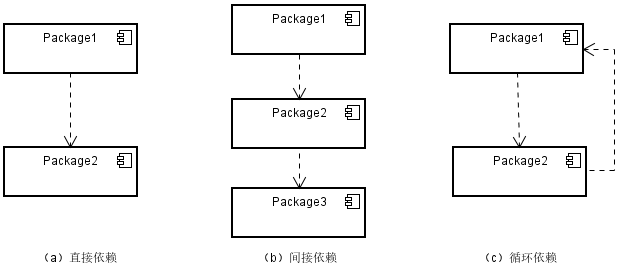 Package1
Package2
（a）直接依赖
Package1
Package2
Package3
（b）间接依赖
Package1
Package2
（c）循环依赖